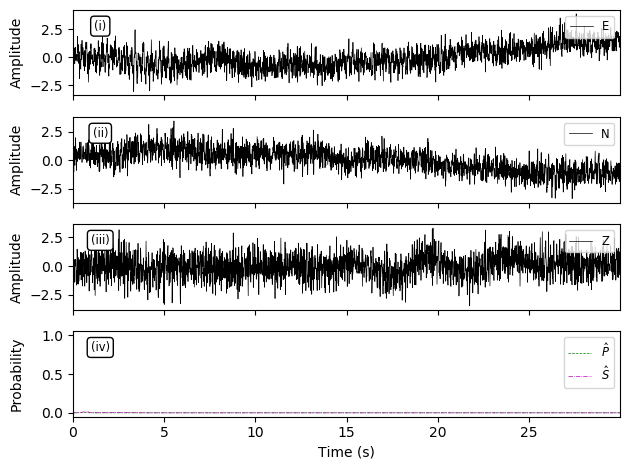 (i)
E
Amplitude
2.5
0.0
−2.5
(ii)
N
Amplitude
2.5
0.0
−2.5
(iii)
Z
Amplitude
2.5
0.0
−2.5
(iv)
P̂
Ŝ
Probability
1.0
0.5
0.0
0 5 10 15 20 25
Time (s)